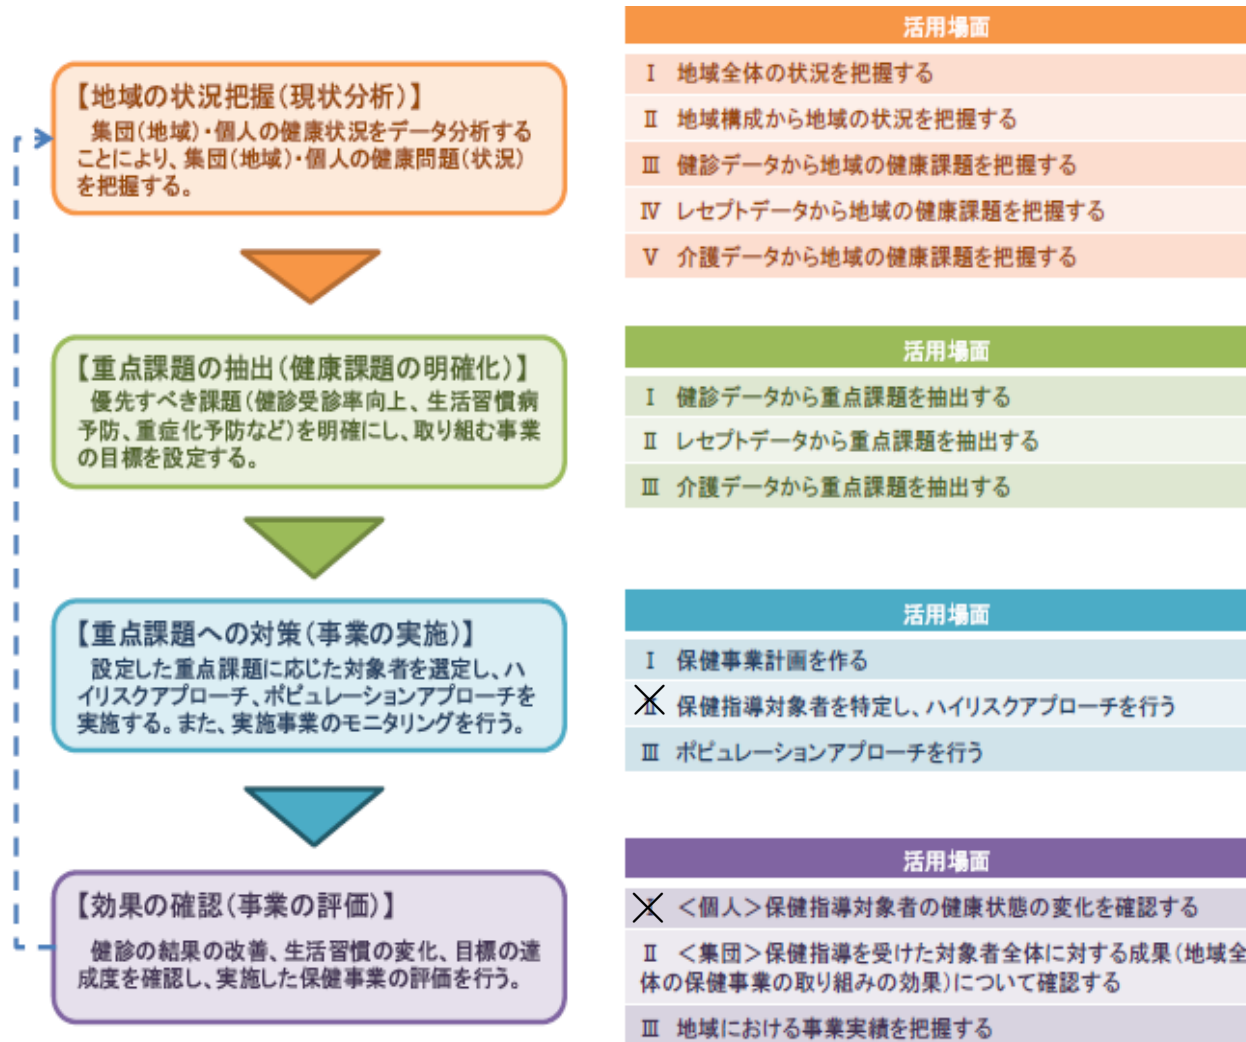 【地域の状況把握(現状分析)】
集団(地域)・個人の健康状況をデータ分析する
ことにより、集団(地域)・個人の健康問題(状況)
を把握する。
活用場面
Ⅰ 地域全体の状況を把握する
Ⅱ 地域構成から地域の状況を把握する
Ⅲ 健診データから地域の健康課題を把握する
Ⅳ レセプトデータから地域の健康課題を把握する
Ⅴ 介護データから地域の健康課題を把握する
【重点課題の抽出(健康課題の明確化)】
優先すべき課題(健診受診率向上、生活習慣病
予防、重症化予防など)を明確にし、取り組む事業
の目標を設定する。
活用場面
Ⅰ 健診データから重点課題を抽出する
Ⅱ レセプトデータから重点課題を抽出する
Ⅲ 介護データから重点課題を抽出する
【重点課題への対策(事業の実施)】
設定した重点課題に応じた対象者を選定し、ハ
イリスクアプローチ、ポピュレーションアプローチを
実施する。また、実施事業のモニタリングを行う。
活用場面
Ⅰ 保健事業計画を作る
Ⅱ 保健指導対象者を特定し、ハイリスクアプローチを行う
Ⅲ ポピュレーションアプローチを行う
【効果の確認(事業の評価)】
健診の結果の改善、生活習慣の変化、目標の達
成度を確認し、実施した保健事業の評価を行う。
活用場面
Ⅰ <個人>保健指導対象者の健康状態の変化を確認する
Ⅱ <集団>保健指導を受けた対象者全体に対する成果(地域全
体の保健事業の取り組みの効果)について確認する
Ⅲ 地域における事業実績を把握する